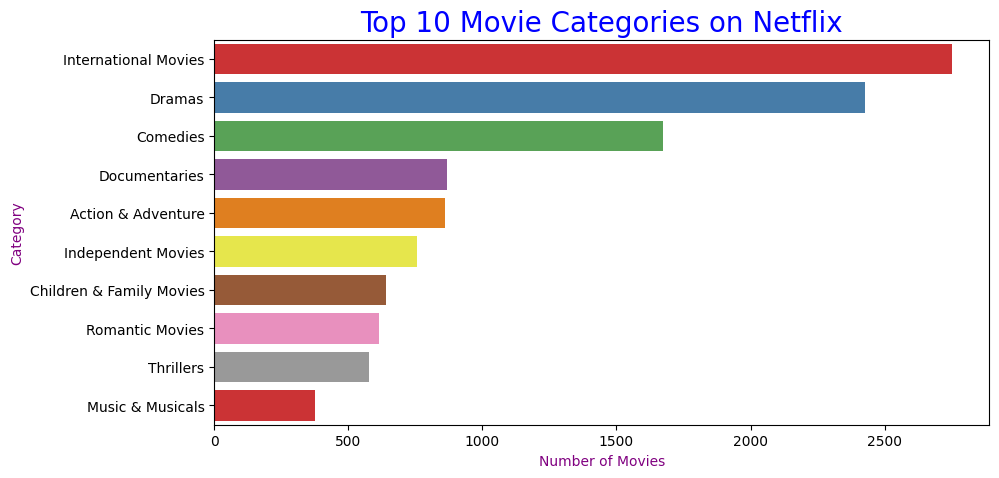 Top 10 Movie Categories on Netflix
International Movies
Dramas
Comedies
Documentaries
Action & Adventure
Independent Movies
Children & Family Movies
Romantic Movies
Thrillers
Music & Musicals
Category
0 500 1000 1500 2000 2500
Number of Movies